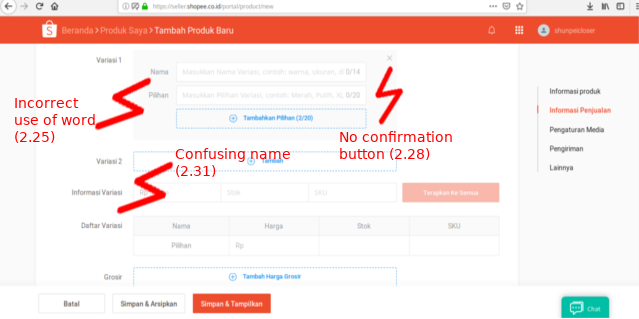 https://seller.shopee.co.id/portal/product/new
Beranda > Produk Saya > Tambah Produk Baru
shunpeicloser
Variasi 1
Nama
Masukkan Nama Variasi, contoh: warna, ukuran, dl 0/14
Pilihan
Masukkan Pilihan Variasi, contoh: Merah, Putih, 0/20
Tambahkan Pilihan (2/20)
Incorrect
use of word
(2.25)
No confirmation
button (2.28)
Variasi 2
Tambah
Confusing name
(2.31)
Informasi Variasi
Stok
SKU
Terapkan Ke Semua
Daftar Variasi
Nama
Harga
Stok
SKU
Pilihan
Rp
Grosir
Tambah Harga Grosir
Informasi produk
Informasi Penjualan
Pengaturan Media
Pengiriman
Lainnya
Batal
Simpan & Arsipkan
Simpan & Tampilkan
Chat